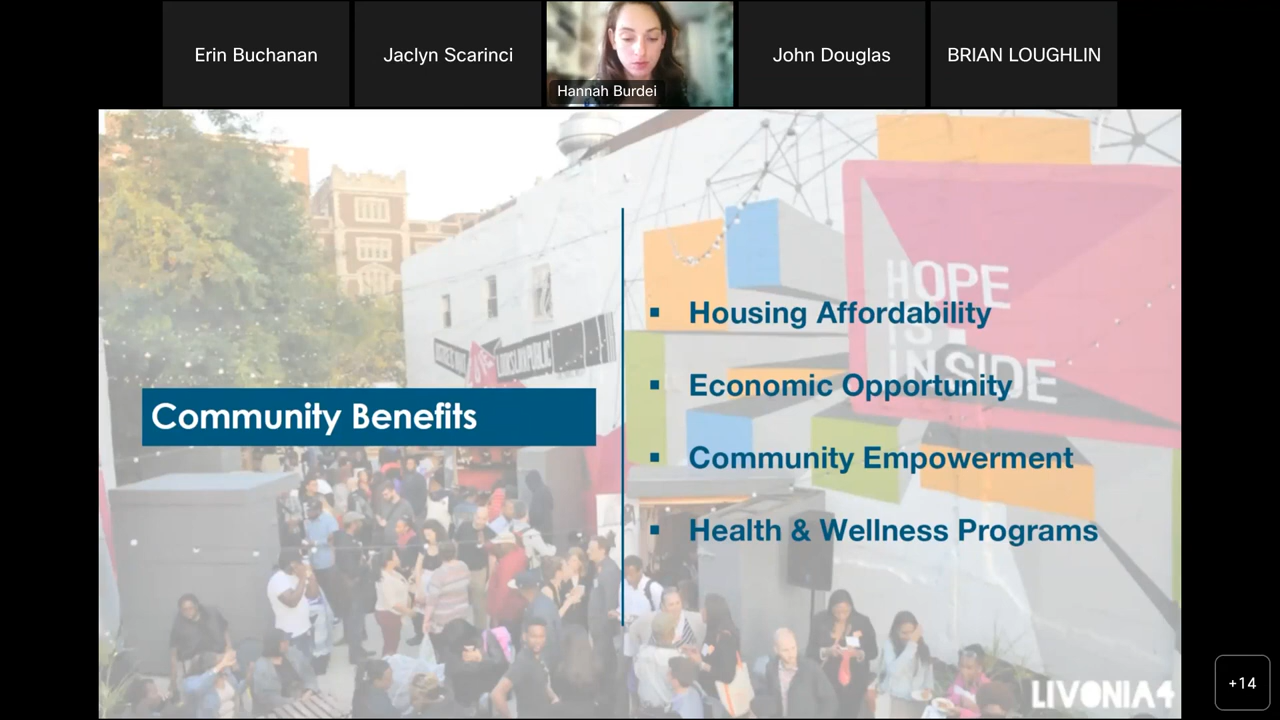 Erin Buchanan
Jaclyn Scarinci
Hannah Burdei
John Douglas
BRIAN LOUGHLIN
HOPE
IS
INSIDE
Housing Affordability
Economic Opportunity
Community Benefits
Community Empowerment
Health & Wellness Programs
LIVONIA4
+14